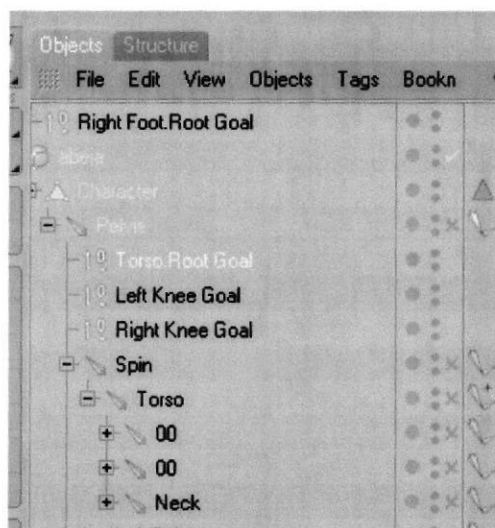 Objects Structure
File Edit View Objects Tags Bookn
Right Foot.Root Goal
Character
Pelvis
Torso.Root Goal
Left Knee Goal
Right Knee Goal
Spin
Torso
00
00
Neck